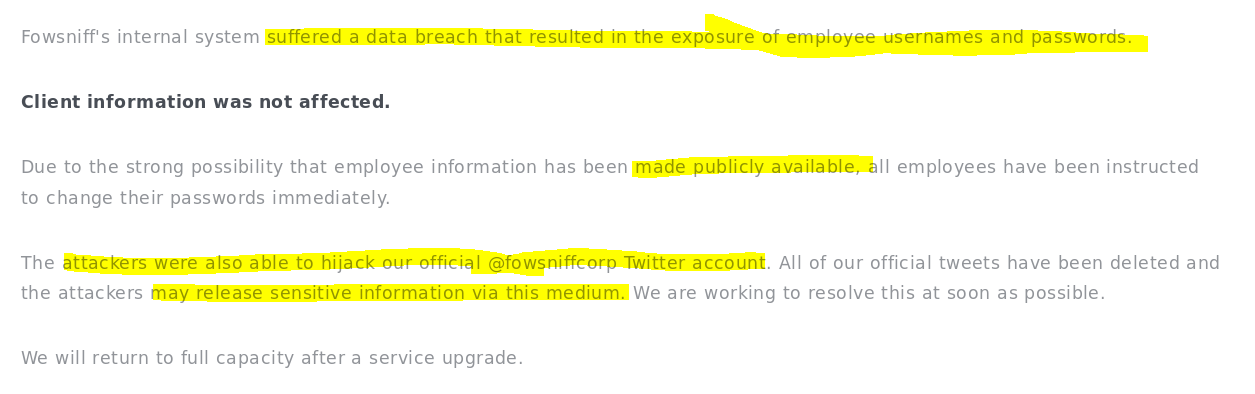 Fowsniff's internal system suffered a data breach that resulted in the exposure of employee usernames and passwords.
Client information was not affected.
Due to the strong possibility that employee information has been made publicly available, all employees have been instructed
to change their passwords immediately.
The attackers were also able to hijack our official @fowsniffcorp Twitter account. All of our official tweets have been deleted and
the attackers may release sensitive information via this medium. We are working to resolve this at soon as possible.
We will return to full capacity after a service upgrade.